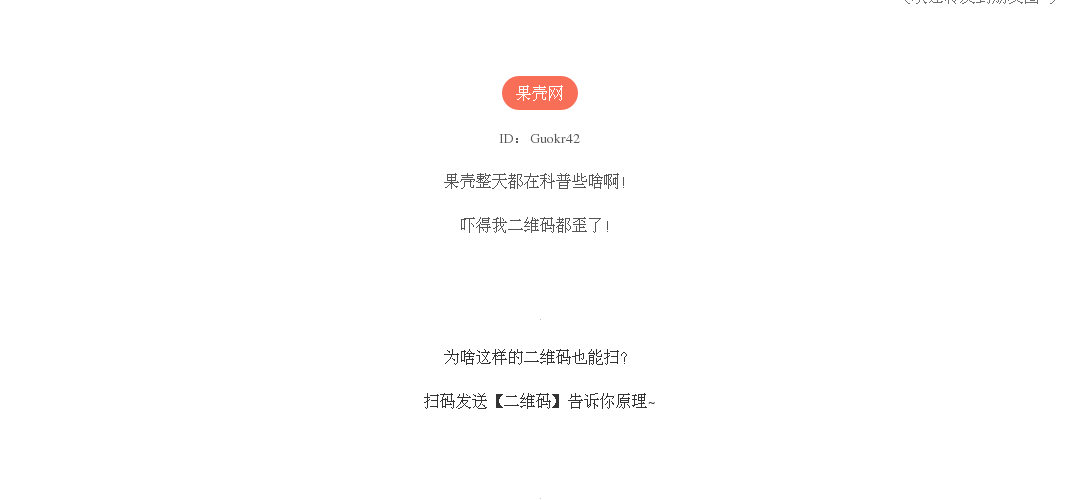 果壳网
ID： Guokr42
果壳整天都在科普些啥啊！
吓得我二维码都歪了！
为啥这样的二维码也能扫？
扫码发送【二维码】告诉你原理~